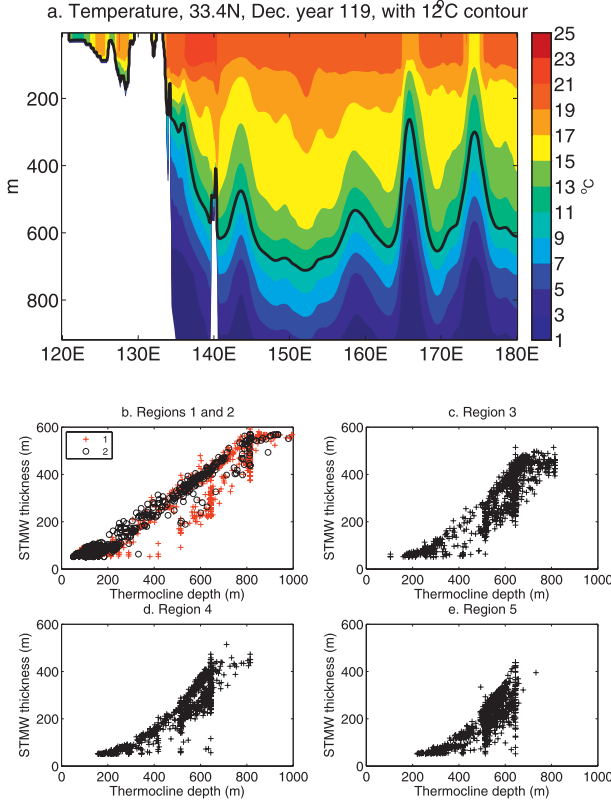 a. Temperature, 33.4N, Dec. year 119, with 12°C contour
m
200
400
600
800
120E 130E 140E 150E 160E 170E 180E
25
23
21
19
17
15
13
11
9
7
5
3
1
°C
b. Regions 1 and 2
STMW thickness (m)
600
400
200
0
1
2
0 200 400 600 800 1000
Thermocline depth (m)
c. Region 3
STMW thickness (m)
600
400
200
0
0 200 400 600 800 1000
Thermocline depth (m)
d. Region 4
STMW thickness (m)
600
400
200
0
0 200 400 600 800 1000
Thermocline depth (m)
e. Region 5
STMW thickness (m)
600
400
200
0
0 200 400 600 800 1000
Thermocline depth (m)